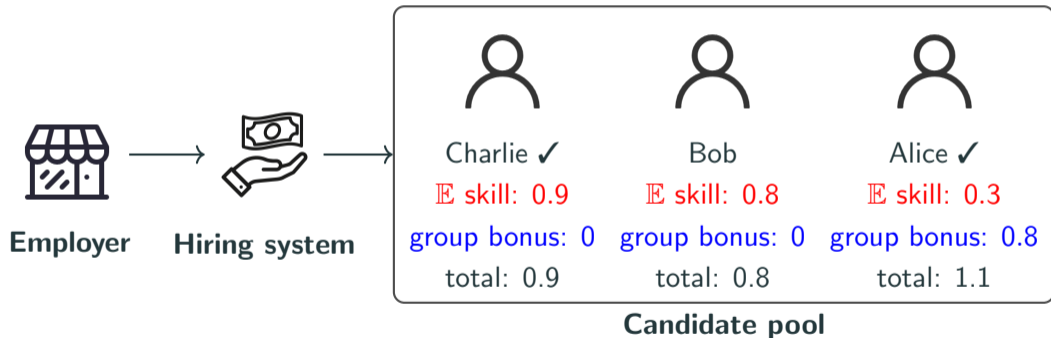 Employer
Hiring system
Charlie ✓
𝔼 skill: 0.9
group bonus: 0
total: 0.9
Bob
𝔼 skill: 0.8
group bonus: 0
total: 0.8
Alice ✓
𝔼 skill: 0.3
group bonus: 0.8
total: 1.1
Candidate pool